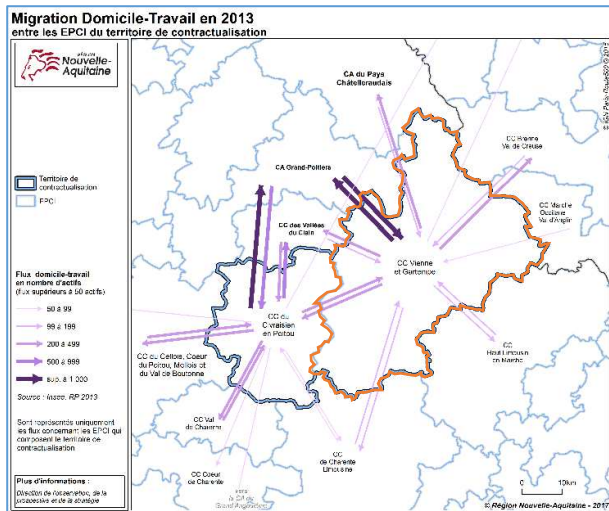 Migration Domicile-Travail en 2013
entre les EPCI du territoire de contractualisation
Nouvelle-
Aquitaine
CA du Pays
Châtelleraudais
CC Brenne
Val de Creuse
CA Grand-Poitiers
CC Marche
Occitane
Val d'Anglin
CC des Vallées
du Clain
CC Vienne
et Gartempe
Territoire de
contractualisation
EPCI
Flux domicile-travail
en nombre d'actifs
(flux supérieurs à 50 actifs)
50 à 99
99 à 199
200 à 499
500 à 999
sup. à 1 000
CC du
Civraisien
en Poitou
CC du Cellois, Coeur
du Poitou, Mellois et
du Val de Boutonne
CC
Haut Limousin
en Marche
Source : Insee, RP 2013
Sont représentés uniquement
les flux concernant les EPCI qui
composent le territoire de
contractualisation
CC Val
de Charente
CC
de Charente
Limousine
CC Coeur
de Charente
vers
la CA de
Grand Angoulême
Plus d'informations :
Direction de l'observation, de la
prospective et de la stratégie
0 10km
© Région Nouvelle-Aquitaine - 2017